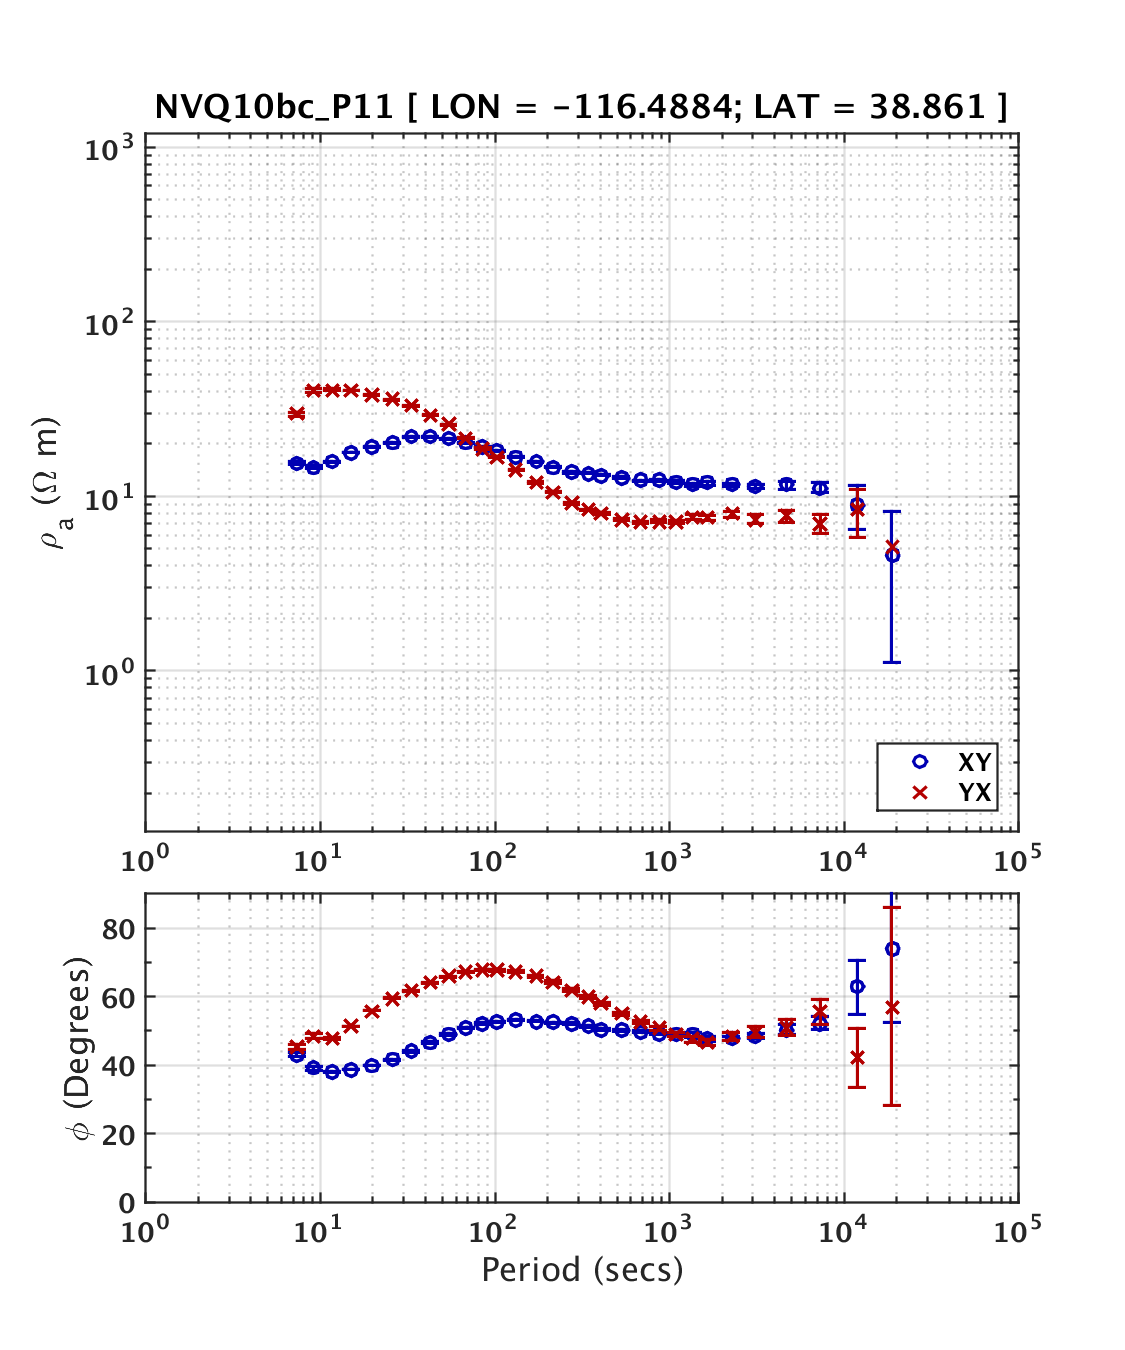 NVQ10bc_P11 [ LON = -116.4884; LAT = 38.861 ]
10³
10²
10¹
10⁰
ρₐ (Ω m)
XY
YX
10⁰ 10¹ 10² 10³ 10⁴ 10⁵
80
60
40
20
0
ϕ (Degrees)
10⁰ 10¹ 10² 10³ 10⁴ 10⁵
Period (secs)